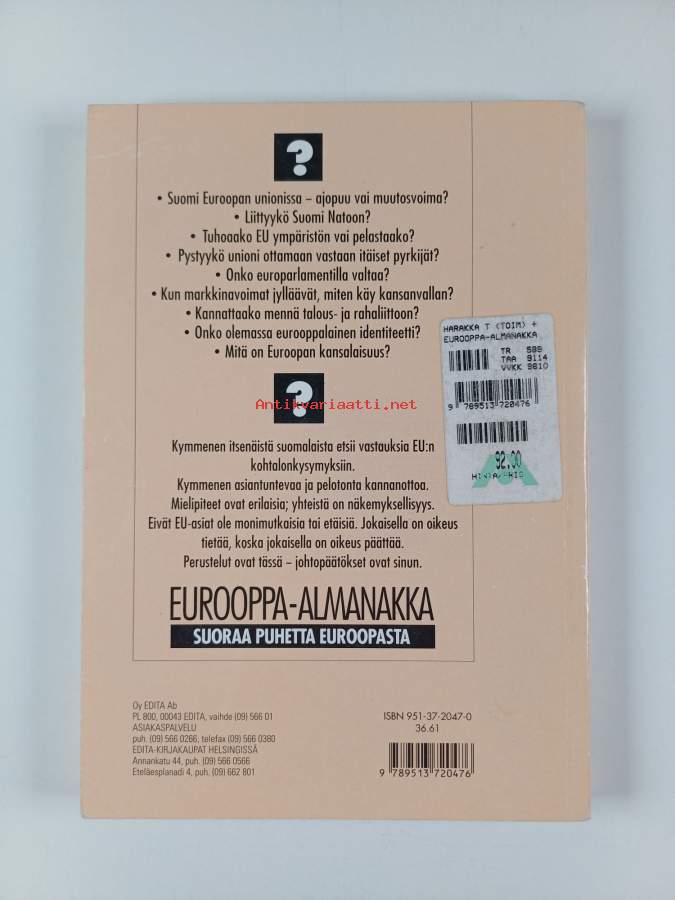 ?
• Suomi Euroopan unionissa – ajopuu vai muutosvoima?
• Liittyykö Suomi Natoon?
• Tuhoaako EU ympäristön vai pelastaako?
• Pystyykö unioni ottamaan vastaan itäiset pyrkijät?
• Onko europarlamentilla valtaa?
• Kun markkinavoimat jylläävät, miten käy kansanvallan?
• Kannattaako mennä talous- ja rahaliittoon?
• Onko olemassa eurooppalainen identiteetti?
• Mitä on Euroopan kansalaisuus?
?
Antikvariaatti.net
Kymmenen itsenäistä suomalaista etsii vastauksia EU:n
kohtalonkysymyksiin.
Kymmenen asiantuntevaa ja pelotonta kannanottoa.
Mielipiteet ovat erilaisia; yhteistä on näkemyksellisyys.
Eivät EU-asiat ole monimutkaisia tai etäisiä. Jokaisella on oikeus
tietää, koska jokaisella on oikeus päättää.
Perustelut ovat tässä – johtopäätökset ovat sinun.
EUROOPPA-ALMANAKKA
SUORAA PUHETTA EUROOPASTA
HARAKKA T (TOIM) +
EUROOPPA-ALMANAKKA
TR 589
TAA 9114
VVKK 9610
9 789513 720476
92,00
Oy EDITA Ab
PL 800, 00043 EDITA, vaihde (09) 566 01
ASIAKASPALVELU
puh. (09) 566 0266, telefax (09) 566 0380
EDITA-KIRJAKAUPAT HELSINGISSÄ
Annankatu 44, puh. (09) 566 0566
Eteläesplanadi 4, puh. (09) 662 801
ISBN 951-37-2047-0
36.61
9 789513 720476